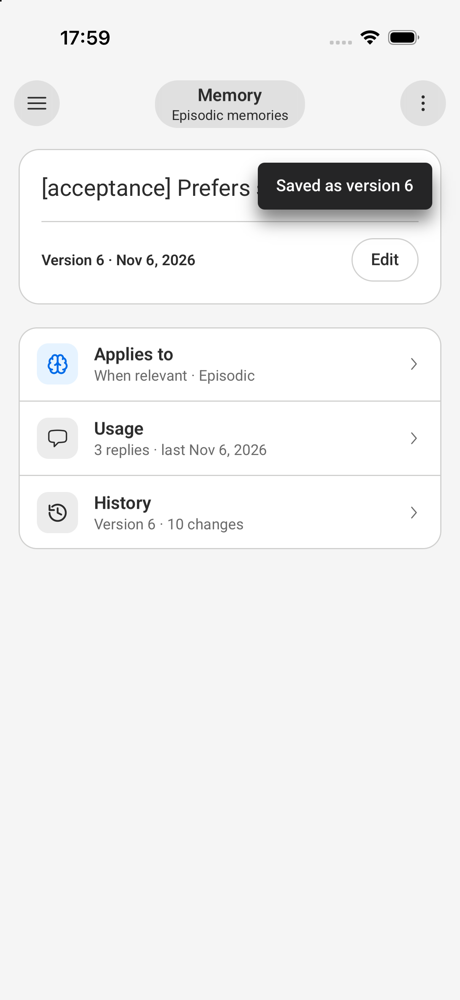 17:59
Memory
Episodic memories
[acceptance] Prefers
Saved as version 6
Version 6 · Nov 6, 2026
Edit
Applies to
When relevant · Episodic
Usage
3 replies · last Nov 6, 2026
History
Version 6 · 10 changes